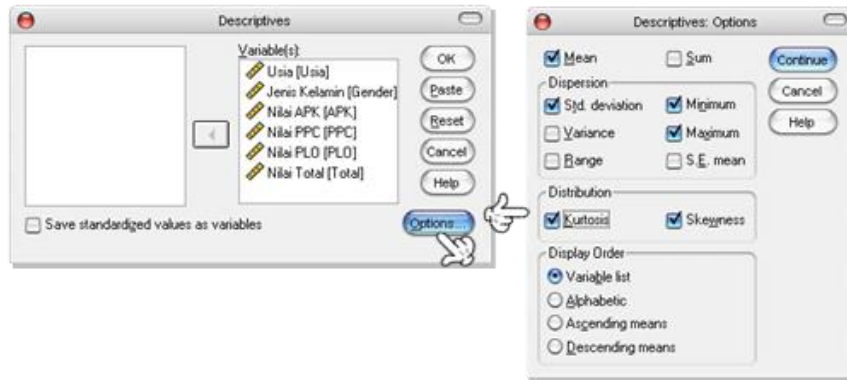 Descriptives
Variable(s):
Usia [Usia]
Jenis Kelamin [Gender]
Nilai APK [APK]
Nilai PPC [PPC]
Nilai PLO [PLO]
Nilai Total [Total]
OK
Paste
Reset
Cancel
Help
Save standardized values as variables
Options...
Descriptives: Options
Mean
Sum
Continue
Cancel
Help
Dispersion
Std. deviation
Minimum
Variance
Maximum
Range
S.E. mean
Distribution
Kurtosis
Skewness
Display Order
Variable list
Alphabetic
Ascending means
Descending means